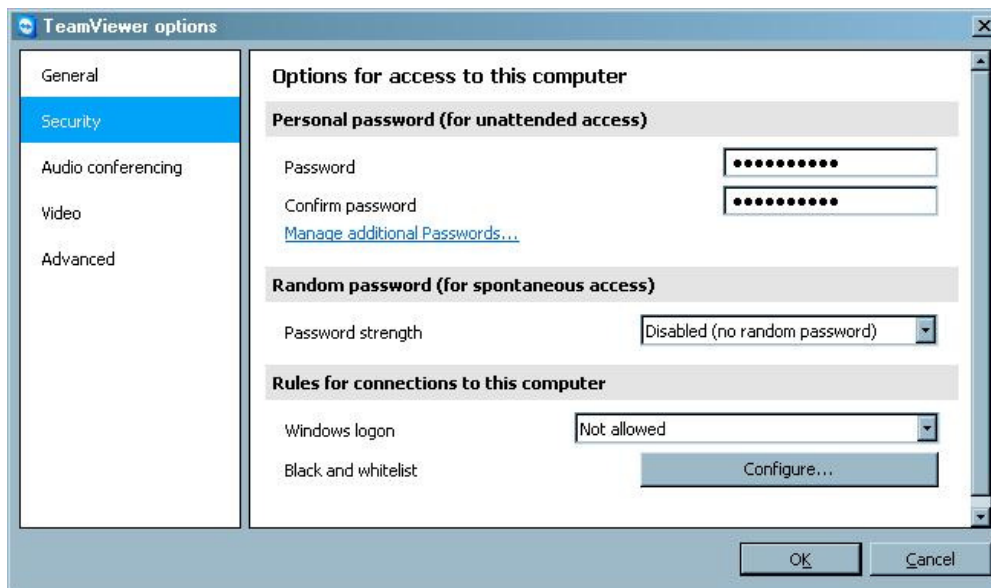 TeamViewer options
General
Security
Audio conferencing
Video
Advanced
Options for access to this computer
Personal password (for unattended access)
Password ••••••••••
Confirm password ••••••••••
Manage additional Passwords...
Random password (for spontaneous access)
Password strength Disabled (no random password)
Rules for connections to this computer
Windows logon Not allowed
Black and whitelist Configure...
OK Cancel